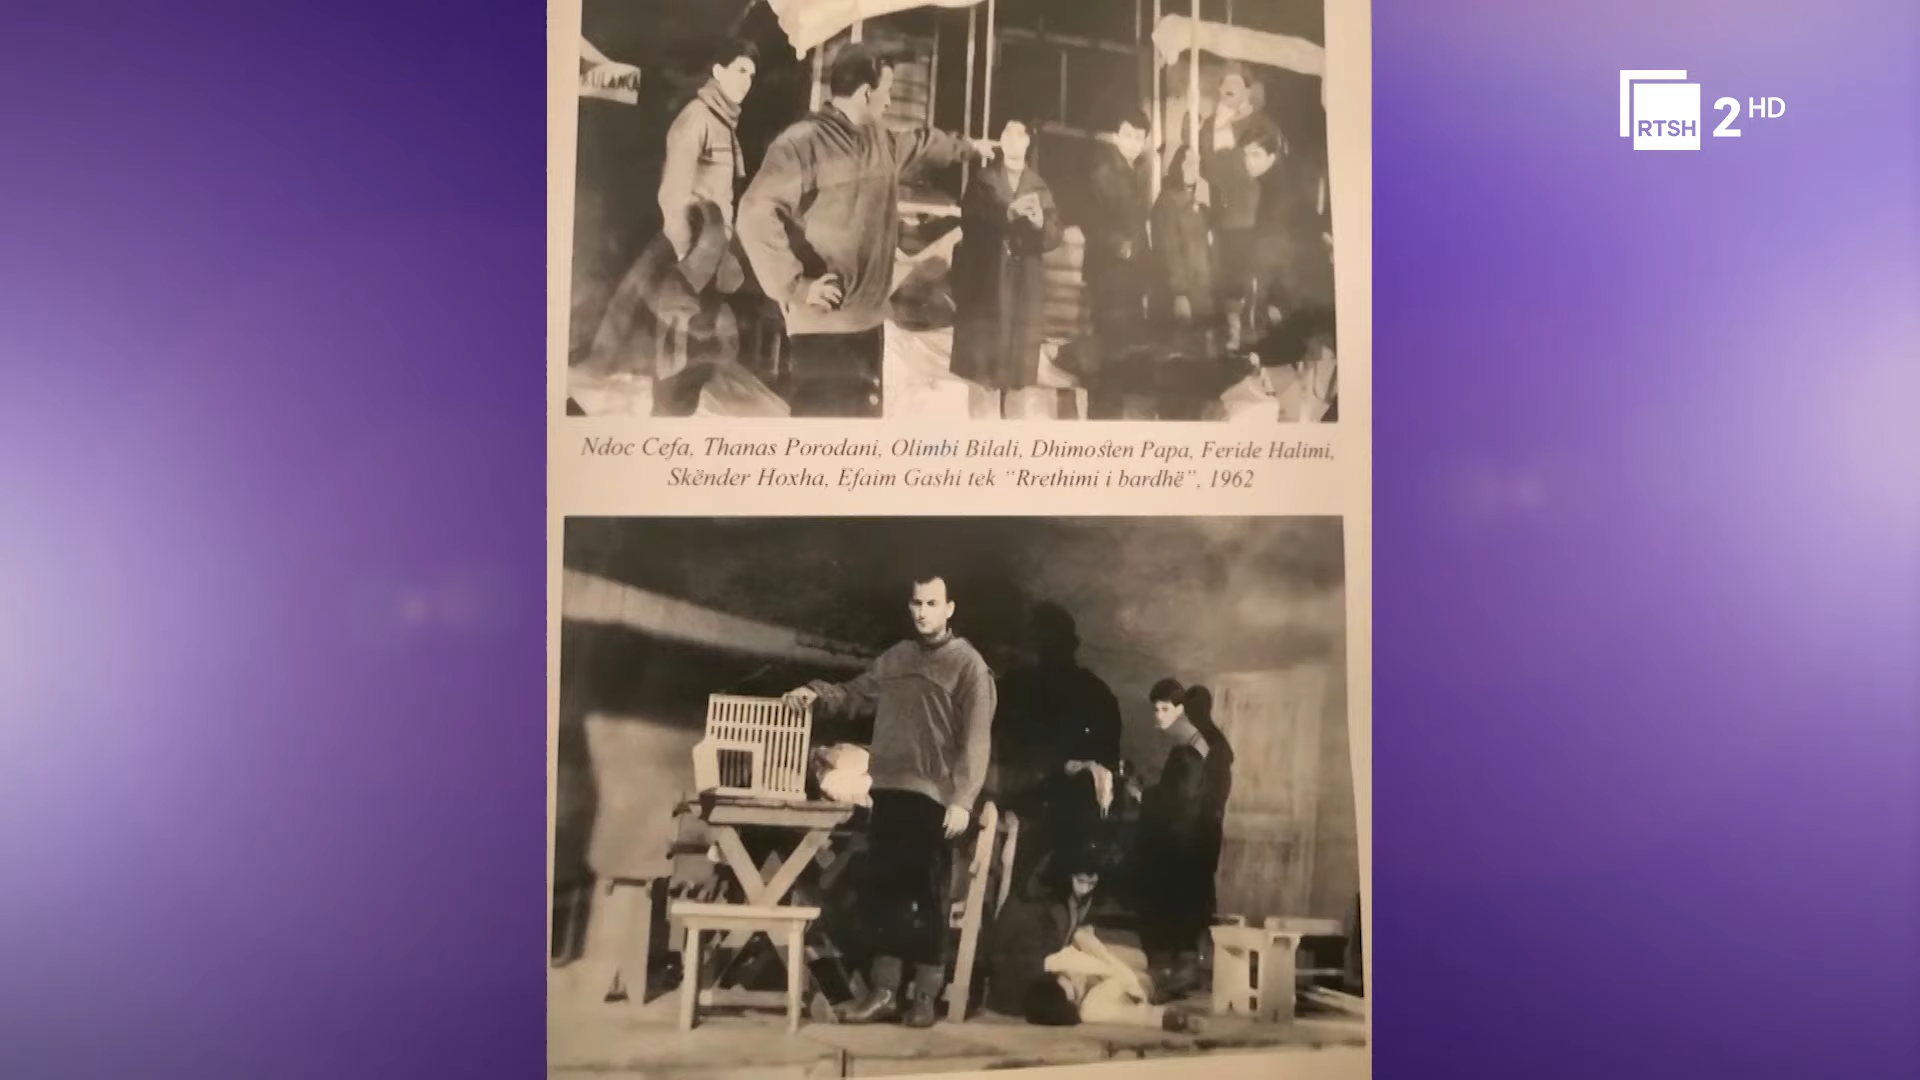 RTSH 2 HD
Ndoc Cefa, Thanas Porodani, Olimbi Bilali, Dhimosten Papa, Feride Halimi,
Skënder Hoxha, Efaim Gashi tek “Rrethimi i bardhë”, 1962